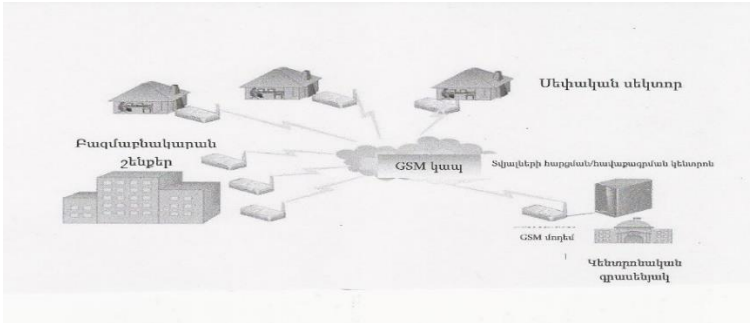 Սեփական սեկտոր
Բազմաբնակարան
շենքեր
GSM կապ
Տվյալների հարցման/հավաքագրման կենտրոն
GSM մոդեմ
Կենտրոնական
գրասենյակ